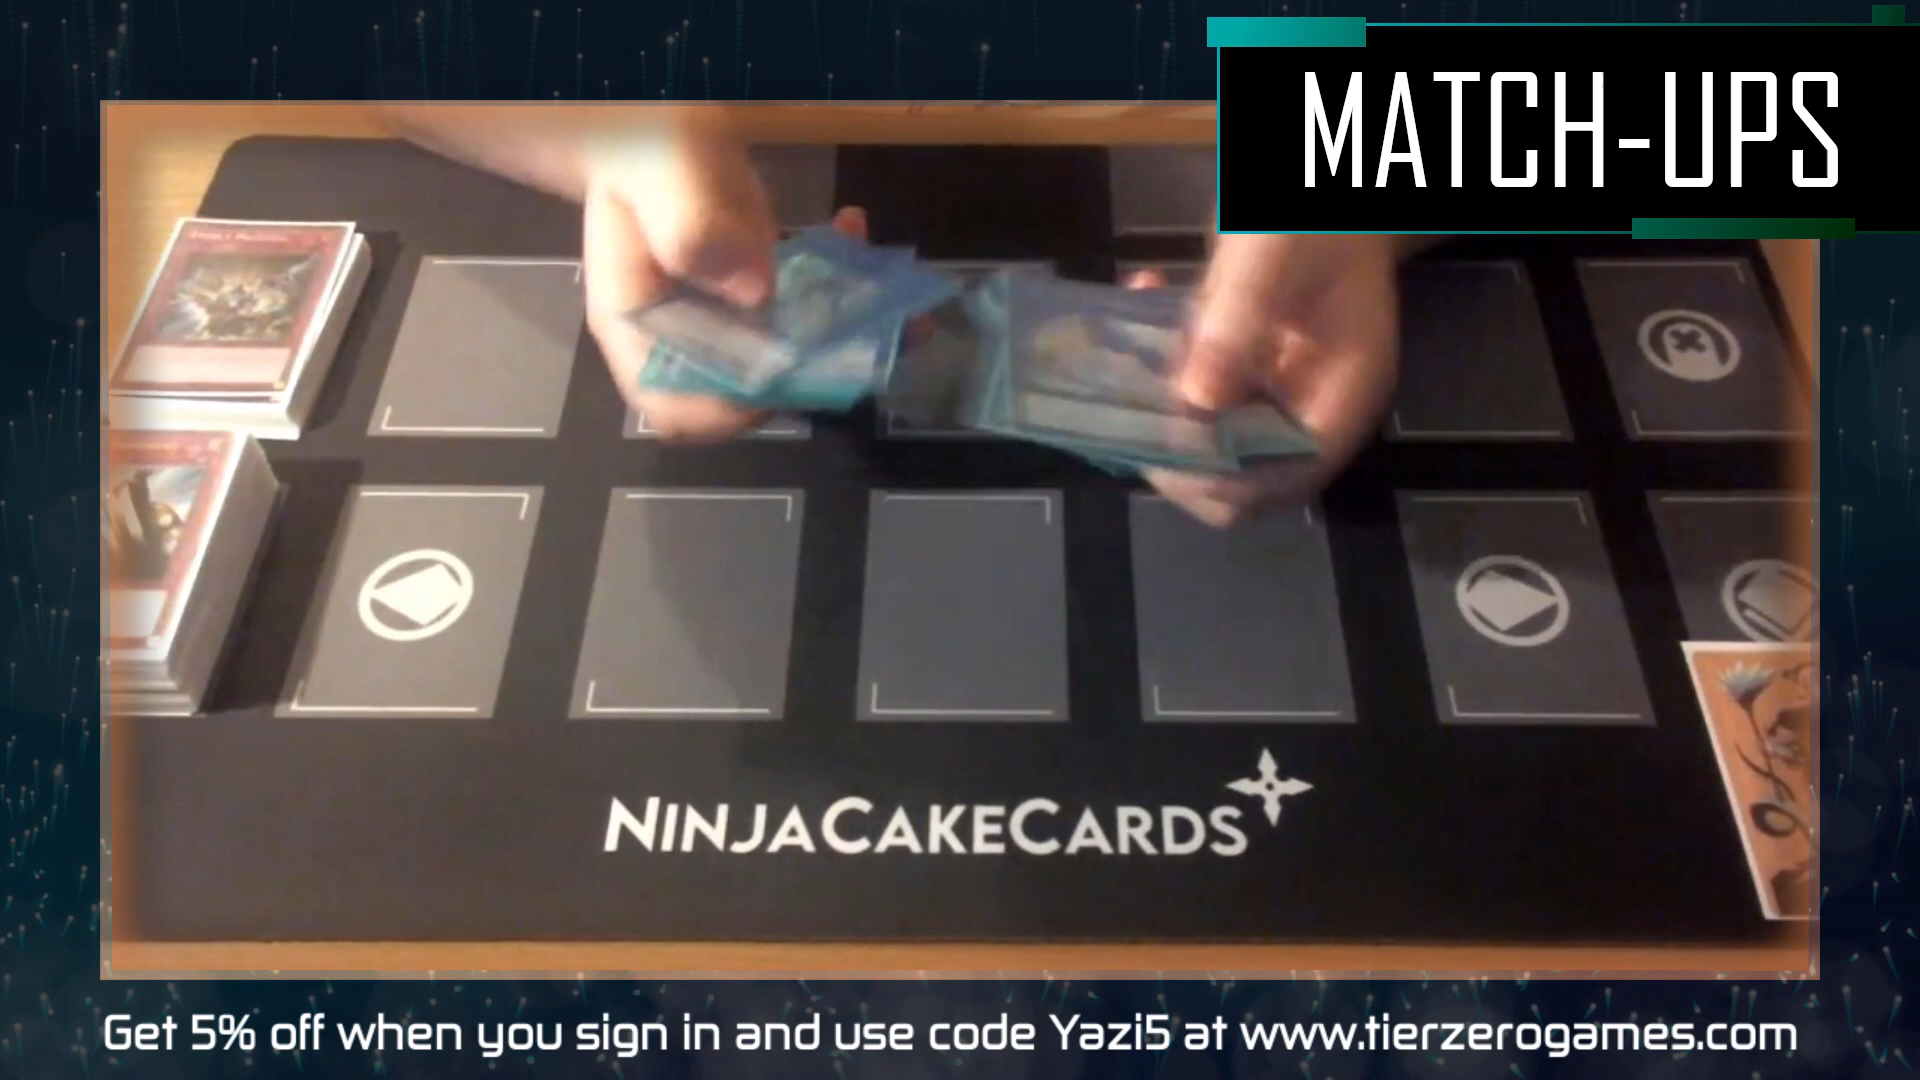 MATCH-UPS
NINJACAKECARDS
Get 5% off when you sign in and use code Yazi5 at www.tierzerogames.com